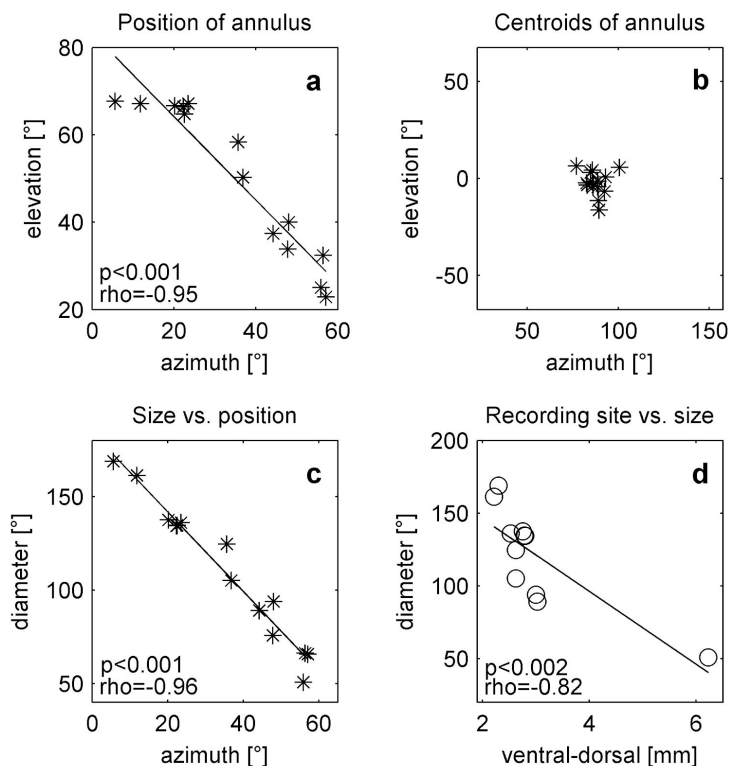 Position of annulus
80
60
40
20
0
20
40
60
elevation [°]
azimuth [°]
a
p<0.001
rho=-0.95
Centroids of annulus
50
0
-50
50
100
150
elevation [°]
azimuth [°]
b
Size vs. position
150
100
50
0
20
40
60
diameter [°]
azimuth [°]
c
p<0.001
rho=-0.96
Recording site vs. size
200
150
100
50
2
4
6
diameter [°]
ventral-dorsal [mm]
d
p<0.002
rho=-0.82